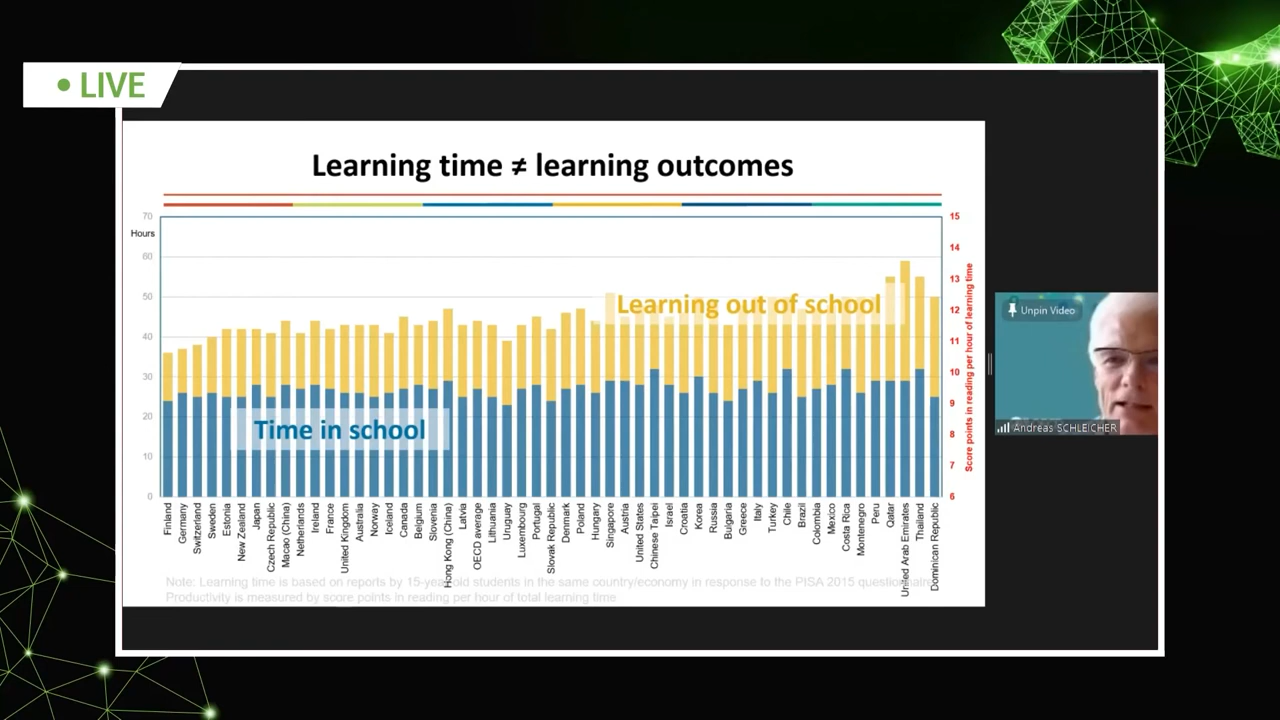 • LIVE
Learning time ≠ learning outcomes
70
Hours
60
50
40
30
20
10
0
15
14
13
12
11
10
9
8
7
6
Score points in reading per hour of learning time
Learning out of school
Time in school
Unpin Video
Andreas SCHLEICHER
Finland
Germany
Switzerland
Sweden
Estonia
New Zealand
Japan
Czech Republic
Macao (China)
Netherlands
Ireland
France
United Kingdom
Australia
Norway
Iceland
Canada
Belgium
Slovenia
Hong Kong (China)
Latvia
OECD average
Lithuania
Uruguay
Luxembourg
Portugal
Slovak Republic
Denmark
Poland
Hungary
Singapore
Austria
United States
Chinese Taipei
Israel
Croatia
Korea
Russia
Bulgaria
Greece
Italy
Turkey
Chile
Brazil
Colombia
Mexico
Costa Rica
Montenegro
Peru
Qatar
United Arab Emirates
Thailand
Dominican Republic
Note: Learning time is based on reports by 15-year-old students in the same country/economy in response to the PISA 2015 questionnaire
Productivity is measured by score points in reading per hour of total learning time